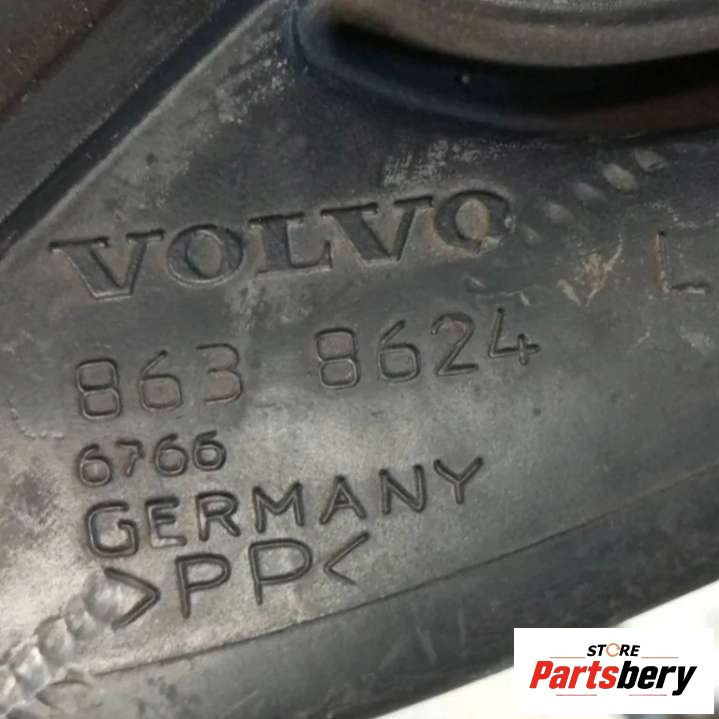 VOLVO
L
863 8624
6766
GERMANY
>PP<
STORE
Partsbery